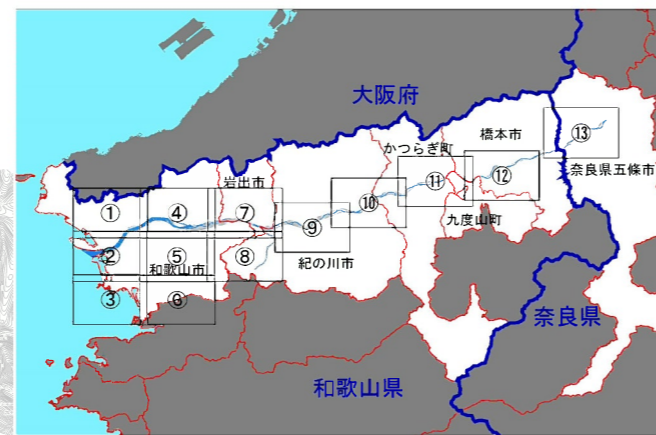 大阪府
橋本市
⑬
かつらぎ町
奈良県五條市
岩出市
⑪
⑫
⑩
①
④
⑦
⑨
九度山町
②
⑤
⑧
紀の川市
和歌山市
③
⑥
奈良県
和歌山県